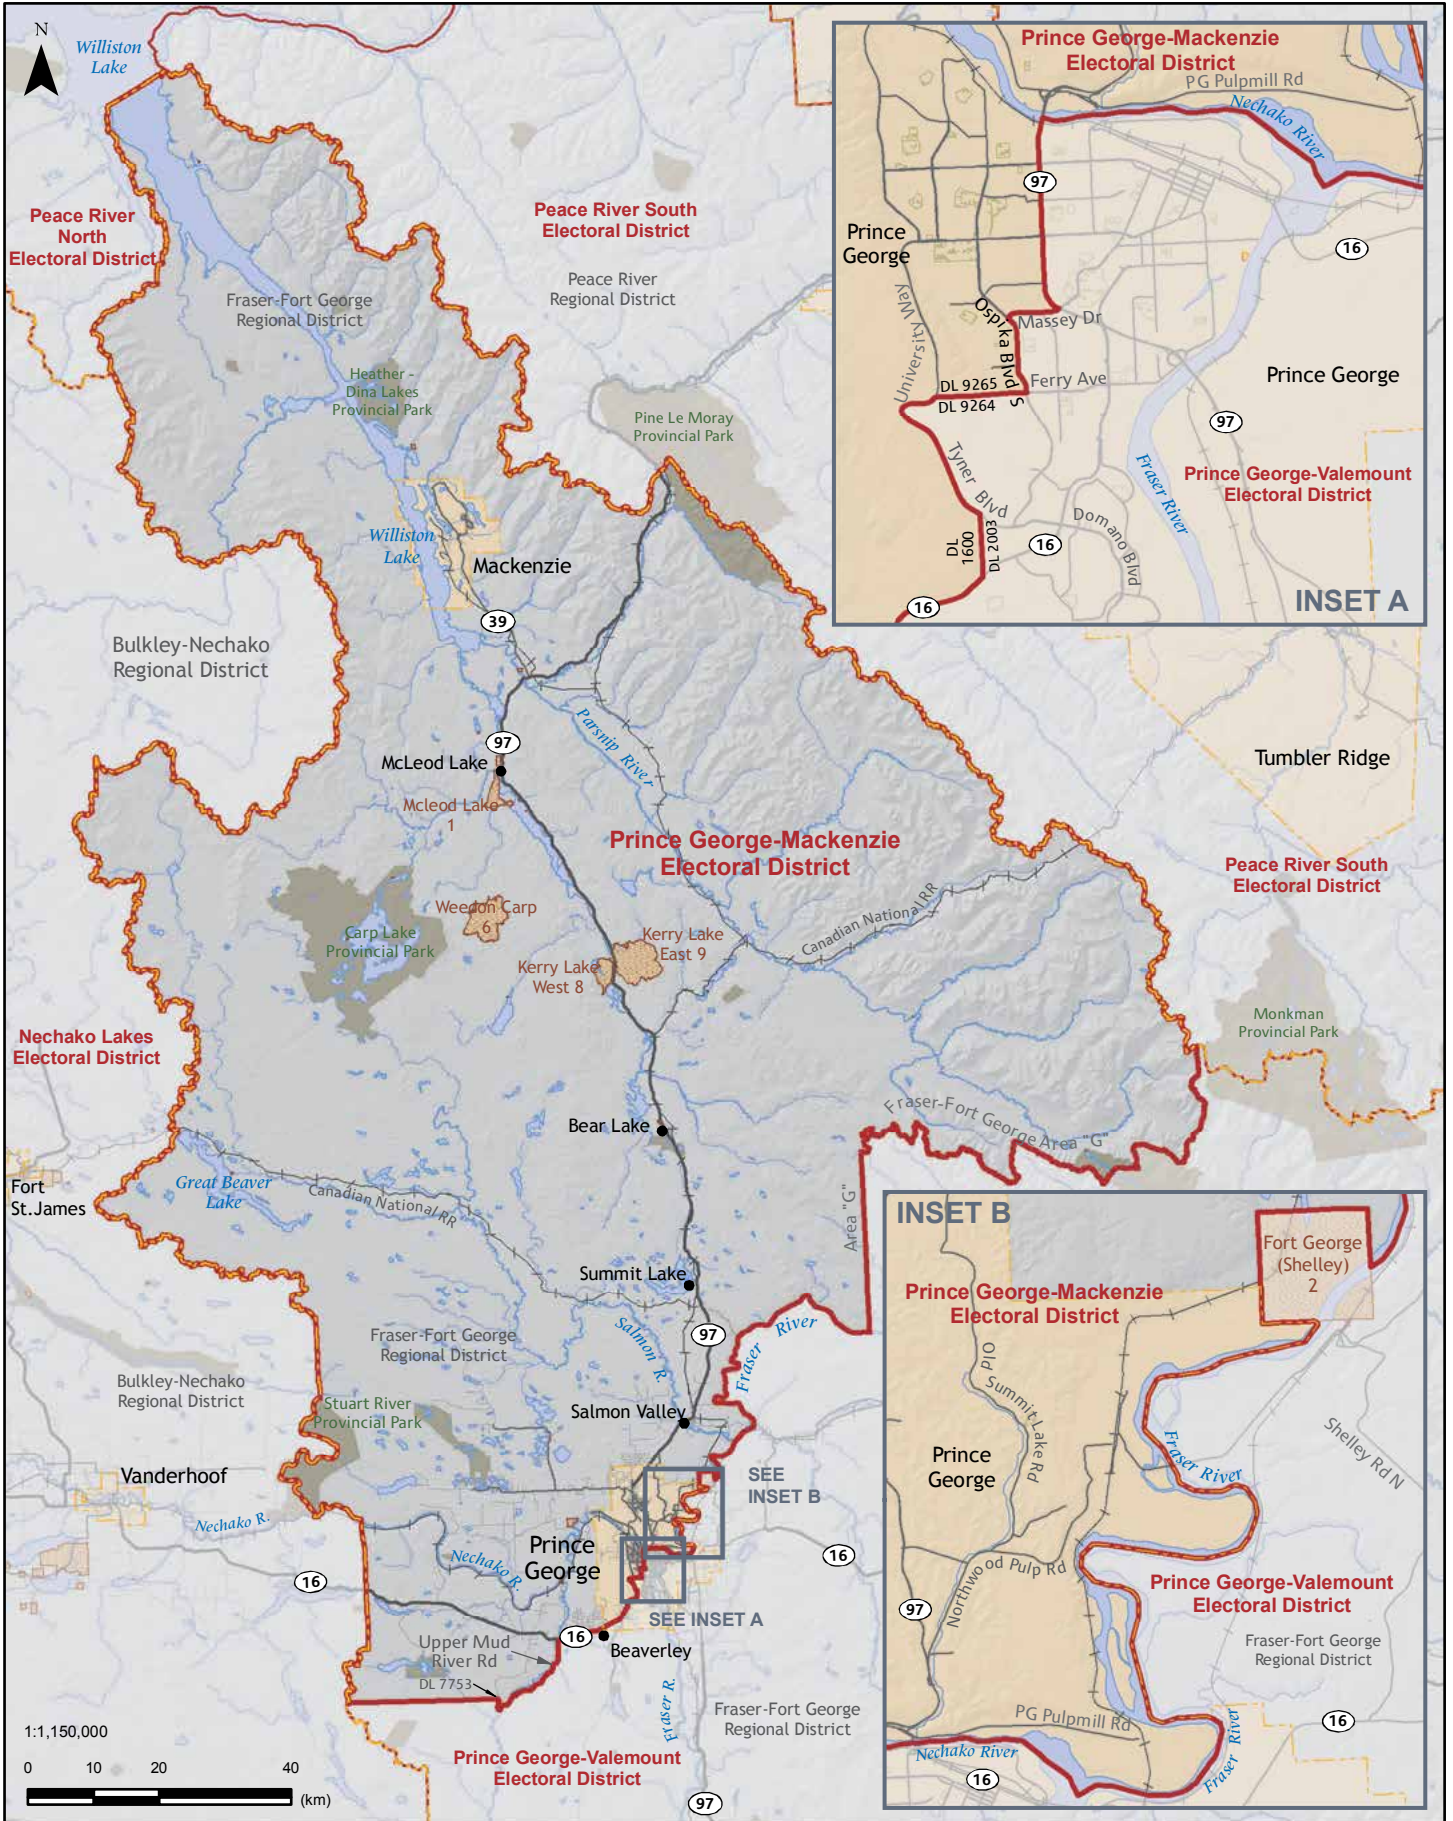 N
Williston
Lake
Peace River
North
Electoral District
Peace River South
Electoral District
Peace River
Regional District
Fraser-Fort George
Regional District
Heather -
Dina Lakes
Provincial Park
Pine Le Moray
Provincial Park
Williston
Lake
Mackenzie
39
Bulkley-Nechako
Regional District
97
McLeod Lake
Mcleod Lake
1
Parsnip River
Tumbler Ridge
Prince George-Mackenzie
Electoral District
Peace River South
Electoral District
Weedon Carp
6
Carp Lake
Provincial Park
Kerry Lake
East 9
Kerry Lake
West 8
Canadian National RR
Monkman
Provincial Park
Nechako Lakes
Electoral District
Bear Lake
Fraser-Fort George Area "G"
Area "G"
Fort
St.James
Great Beaver
Lake
Canadian National RR
Summit Lake
Salmon R.
97
Fraser River
Fraser-Fort George
Regional District
Bulkley-Nechako
Regional District
Stuart River
Provincial Park
Salmon Valley
Vanderhoof
SEE
INSET B
Nechako R.
Nechako R.
Prince
George
16
16
SEE INSET A
16
Beaverley
Upper Mud
River Rd
DL 7753
Fraser R.
Fraser-Fort George
Regional District
Prince George-Valemount
Electoral District
97
1:1,150,000
0 10 20 40
(km)
Prince George-Mackenzie
Electoral District
PG Pulpmill Rd
Nechako River
97
Prince
George
16
University Way
Ospika Blvd S
Massey Dr
DL 9265
Ferry Ave
DL 9264
Prince George
97
Tyner Blvd
Fraser River
Prince George-Valemount
Electoral District
DL
1600
DL 2003
16
Domano Blvd
16
INSET A
INSET B
Fort George
(Shelley)
2
Prince George-Mackenzie
Electoral District
Old Summit Lake Rd
Prince
George
Shelley Rd N
Fraser River
Northwood Pulp Rd
97
Prince George-Valemount
Electoral District
Fraser-Fort George
Regional District
PG Pulpmill Rd
Nechako River
16
Fraser River
16